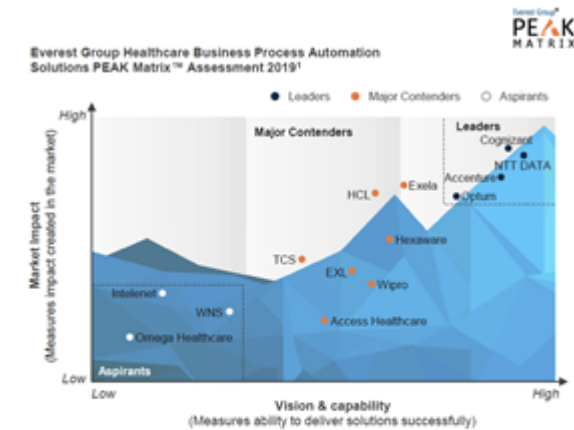 Everest Group®
PEAK
MATRIX
Everest Group Healthcare Business Process Automation
Solutions PEAK Matrix™ Assessment 2019¹
Leaders
Major Contenders
Aspirants
High
Major Contenders
Leaders
Cognizant
NTT DATA
Accenture
Optum
Exela
HCL
Hexaware
TCS
EXL
Wipro
Intelenet
WNS
Access Healthcare
Omega Healthcare
Aspirants
Market Impact
(Measures impact created in the market)
Low
Low
High
Vision & capability
(Measures ability to deliver solutions successfully)